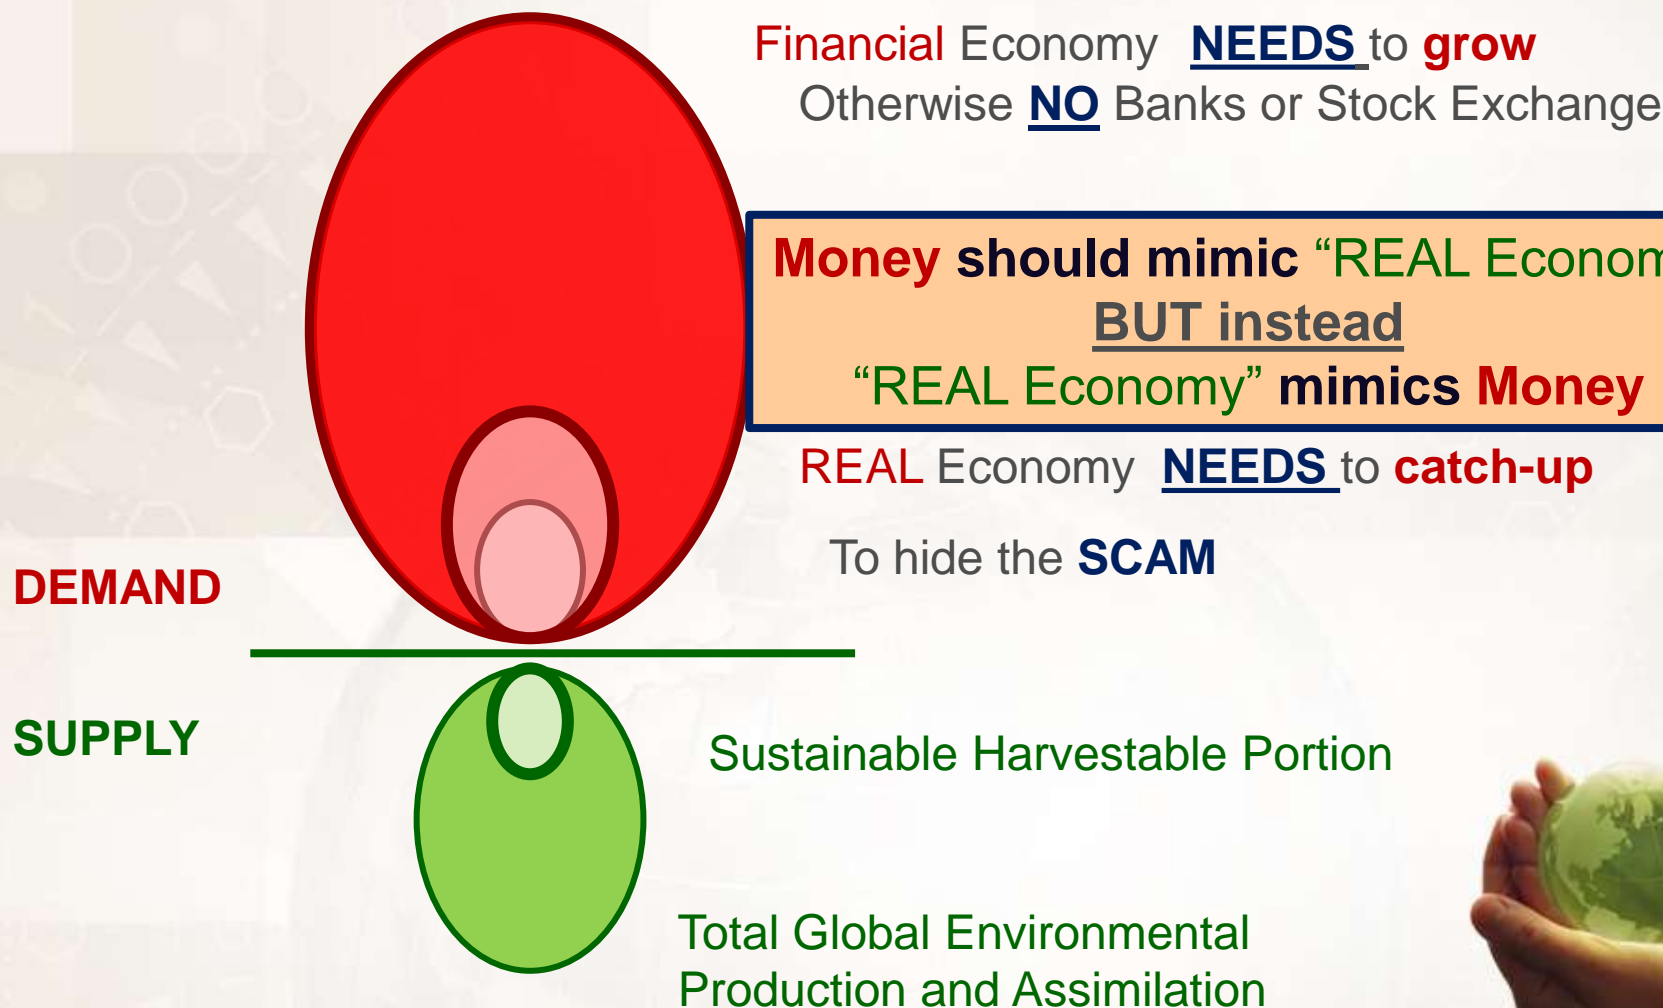 Financial Economy NEEDS to grow
Otherwise NO Banks or Stock Exchange
Money should mimic “REAL
BUT instead
“REAL Economy” mimics Money
REAL Economy NEEDS to catch-up
To hide the SCAM
DEMAND
SUPPLY
Sustainable Harvestable Portion
Total Global Environmental
Production and Assimilation